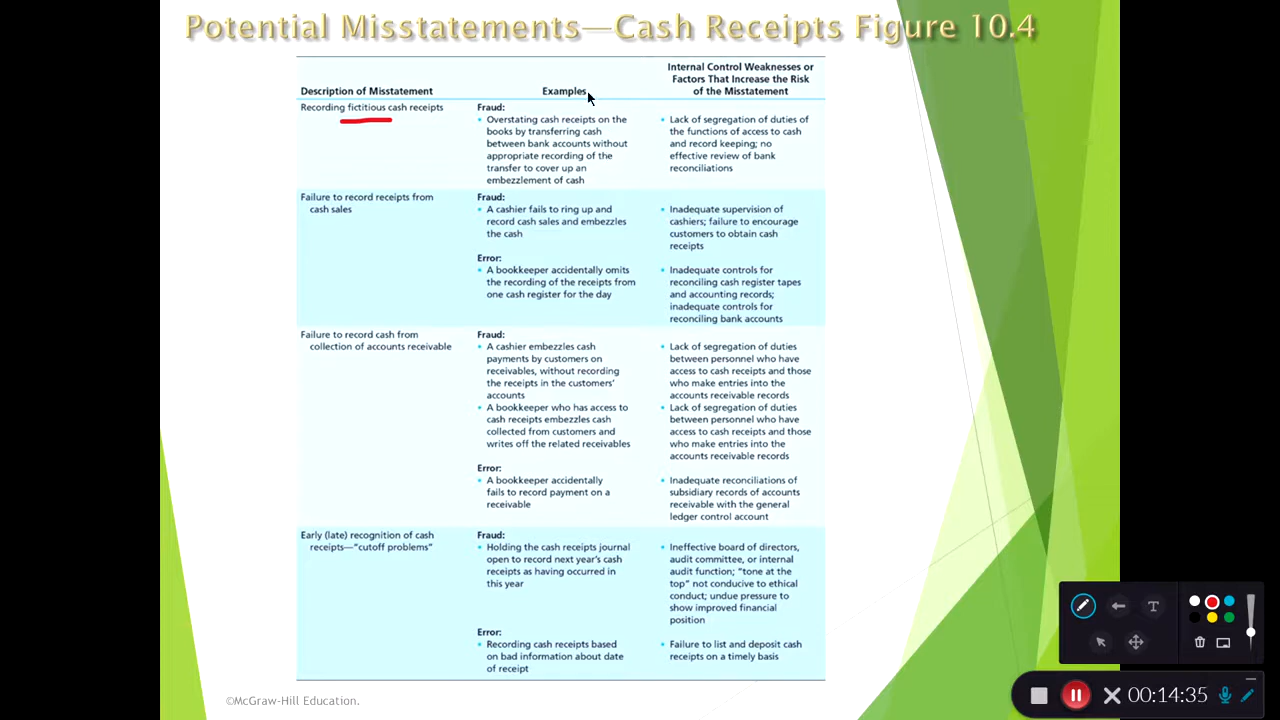 Potential Misstatements—Cash Receipts Figure 10.4
Description of Misstatement
Examples
Internal Control Weaknesses or
Factors That Increase the Risk
of the Misstatement
Recording fictitious cash receipts
Fraud:
• Overstating cash receipts on the
books by transferring cash
between bank accounts without
appropriate recording of the
transfer to cover up an
embezzlement of cash
• Lack of segregation of duties of
the functions of access to cash
and record keeping; no
effective review of bank
reconciliations
Failure to record receipts from
cash sales
Fraud:
• A cashier fails to ring up and
record cash sales and embezzles
the cash
• Inadequate supervision of
cashiers; failure to encourage
customers to obtain cash
receipts
Error:
• A bookkeeper accidentally omits
the recording of the receipts from
one cash register for the day
• Inadequate controls for
reconciling cash register tapes
and accounting records;
inadequate controls for
reconciling bank accounts
Failure to record cash from
collection of accounts receivable
Fraud:
• A cashier embezzles cash
payments by customers on
receivables, without recording
the receipts in the customers'
accounts
• Lack of segregation of duties
between personnel who have
access to cash receipts and those
who make entries into the
accounts receivable records
• A bookkeeper who has access to
cash receipts embezzles cash
collected from customers and
writes off the related receivables
• Lack of segregation of duties
between personnel who have
access to cash receipts and those
who make entries into the
accounts receivable records
Error:
• A bookkeeper accidentally
fails to record payment on a
receivable
• Inadequate reconciliations of
subsidiary records of accounts
receivable with the general
ledger control account
Early (late) recognition of cash
receipts—"cutoff problems"
Fraud:
• Holding the cash receipts journal
open to record next year's cash
receipts as having occurred in
this year
• Ineffective board of directors,
audit committee, or internal
audit function; "tone at the
top" not conducive to ethical
conduct; undue pressure to
show improved financial
position
Error:
• Recording cash receipts based
on bad information about date
of receipt
• Failure to list and deposit cash
receipts on a timely basis
©McGraw-Hill Education.
T
00:14:35